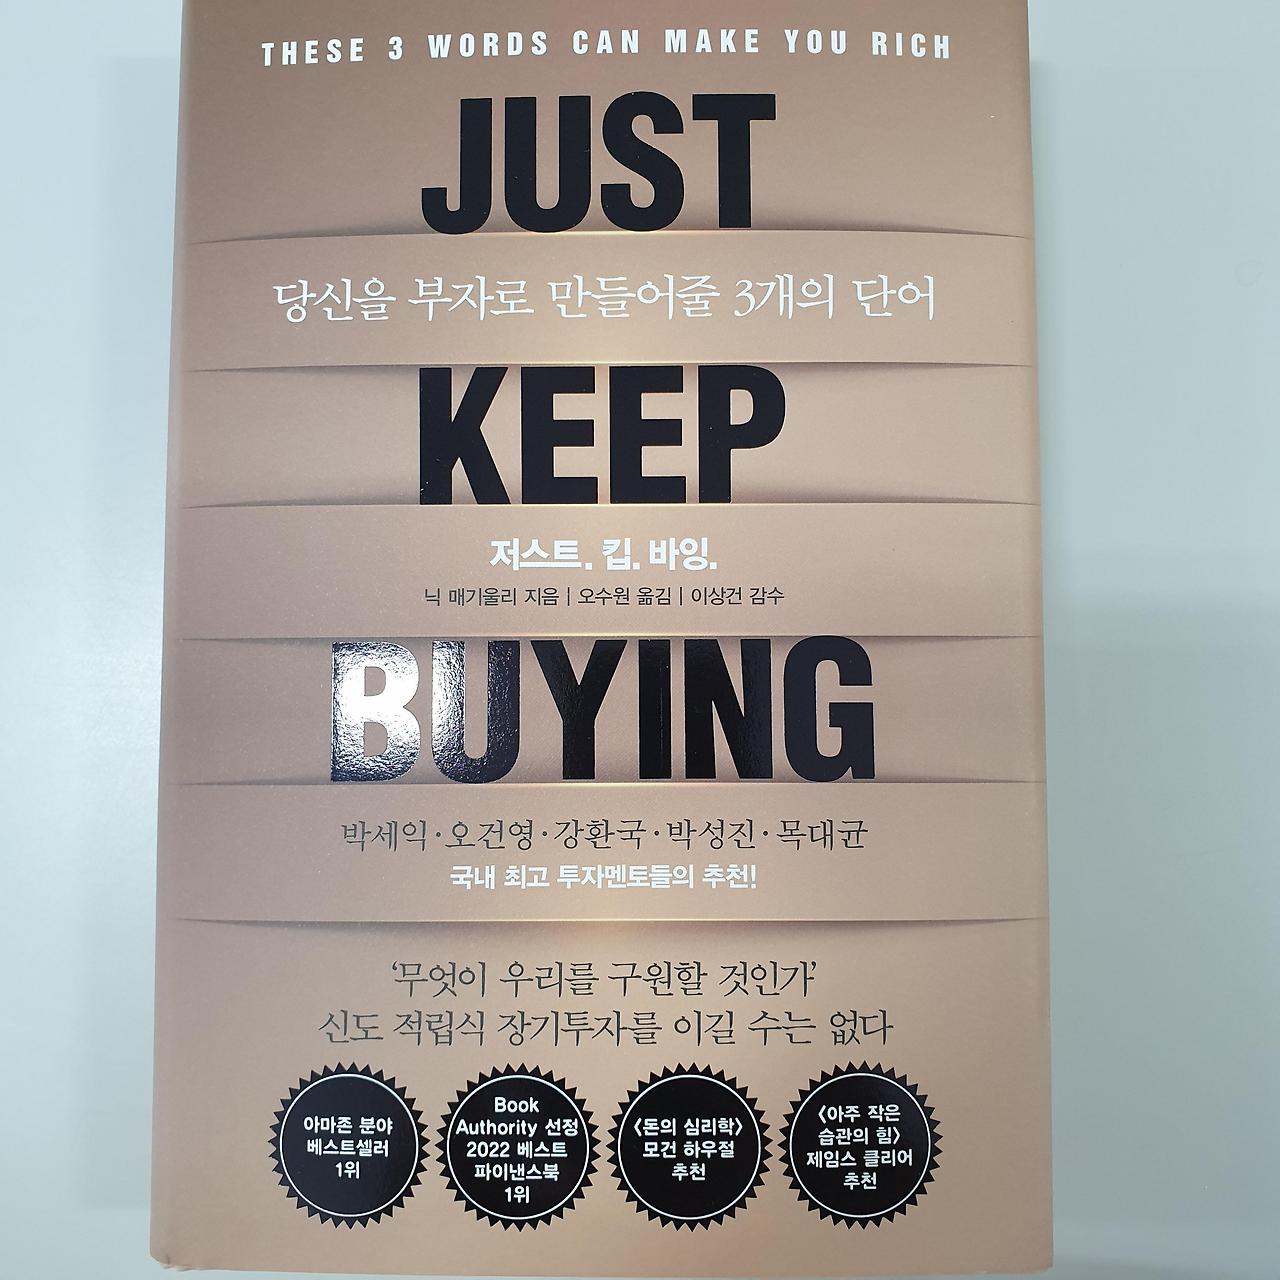 THESE 3 WORDS CAN MAKE YOU RICH
JUST
당신을 부자로 만들어줄 3개의 단어
KEEP
저스트. 킵. 바잉.
닉 매기울리 지음 | 오수원 옮김 | 이상건 감수
BUYING
박세익·오건영·강환국·박성진·목대균
국내 최고 투자멘토들의 추천!
‘무엇이 우리를 구원할 것인가’
신도 적립식 장기투자를 이길 수는 없다
아마존 분야
베스트셀러
1위
Book
Authority 선정
2022 베스트
파이낸스북
1위
<돈의 심리학>
모건 하우절
추천
<아주 작은
습관의 힘>
제임스 클리어
추천